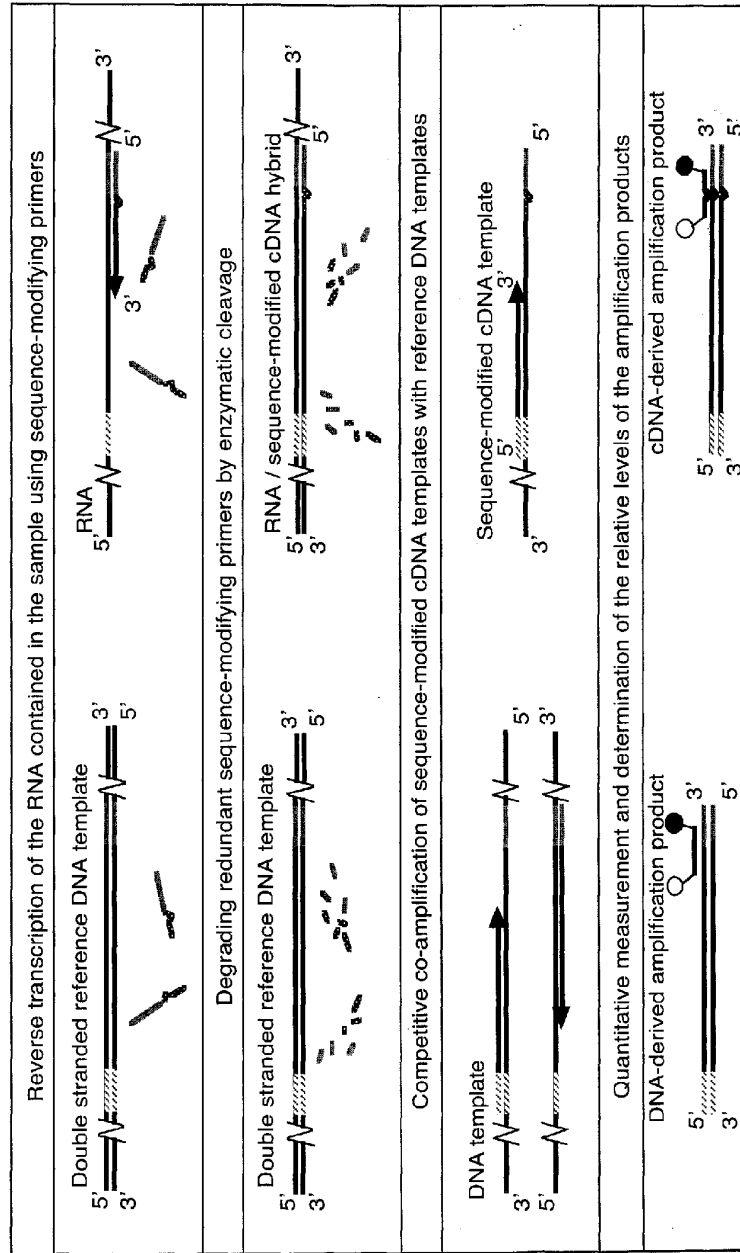 Reverse transcription of the RNA contained in the sample using sequence-modifying primers
Double stranded reference DNA template
5' 3'
3' 5'
RNA
5' 3'
3' 5'
Degrading redundant sequence-modifying primers by enzymatic cleavage
Double stranded reference DNA template
5' 3'
3' 5'
RNA / sequence-modified cDNA hybrid
5' 3'
3' 5'
Competitive co-amplification of sequence-modified cDNA templates with reference DNA templates
DNA template
5'
3'
Sequence-modified cDNA template
5' 3'
3' 5'
Quantitative measurement and determination of the relative levels of the amplification products
DNA-derived amplification product
5' 3'
3' 5'
cDNA-derived amplification product
5' 3'
3' 5'